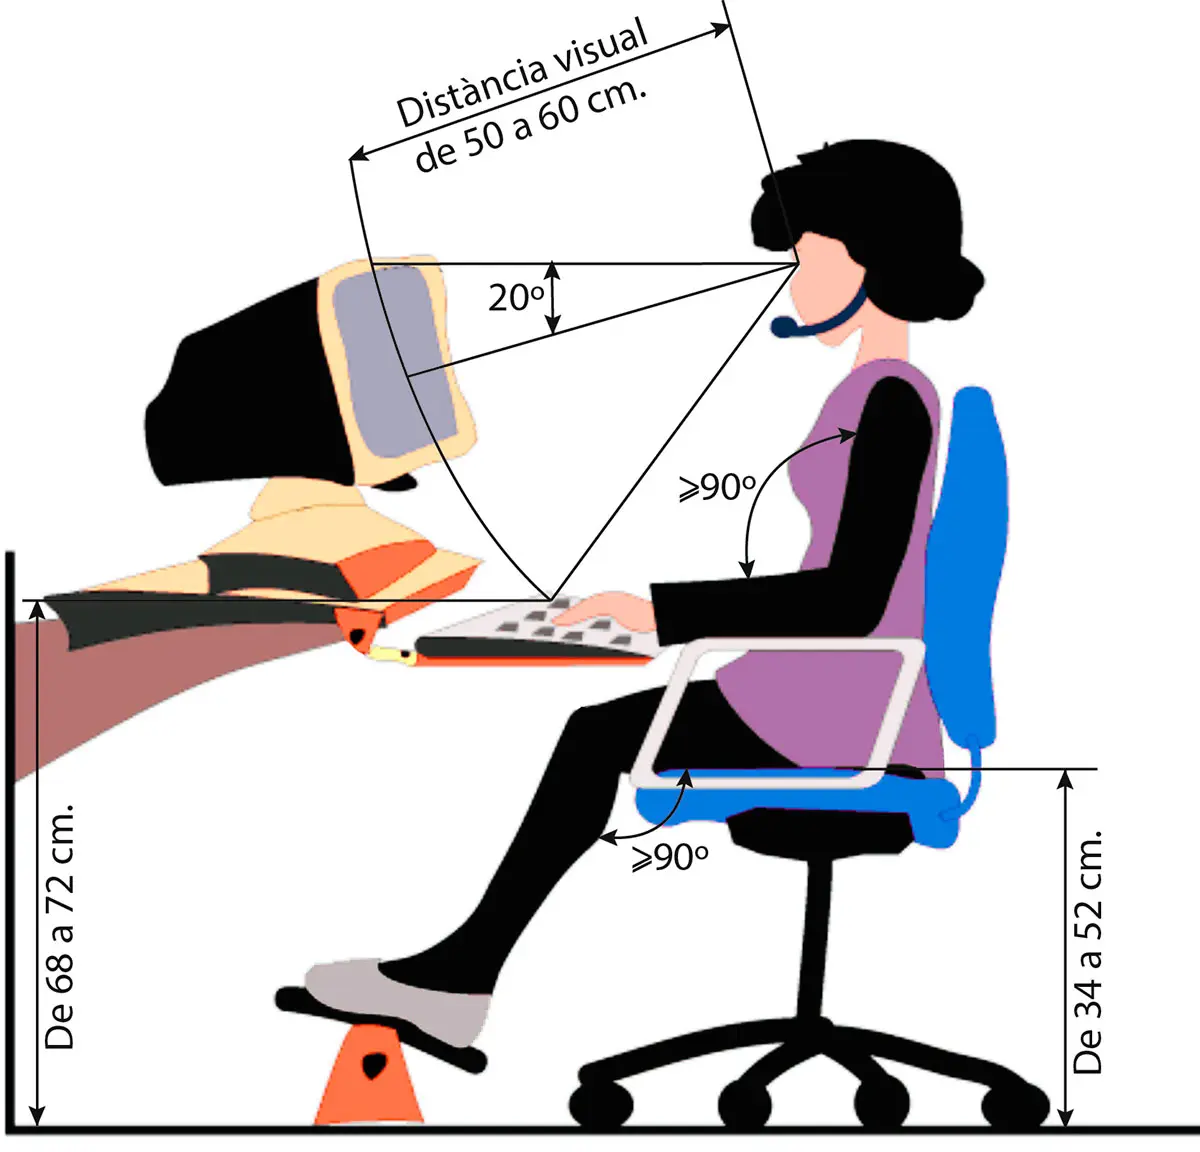 Distància visual
de 50 a 60 cm.
20º
⩾90º
⩾90º
De 68 a 72 cm.
De 34 a 52 cm.